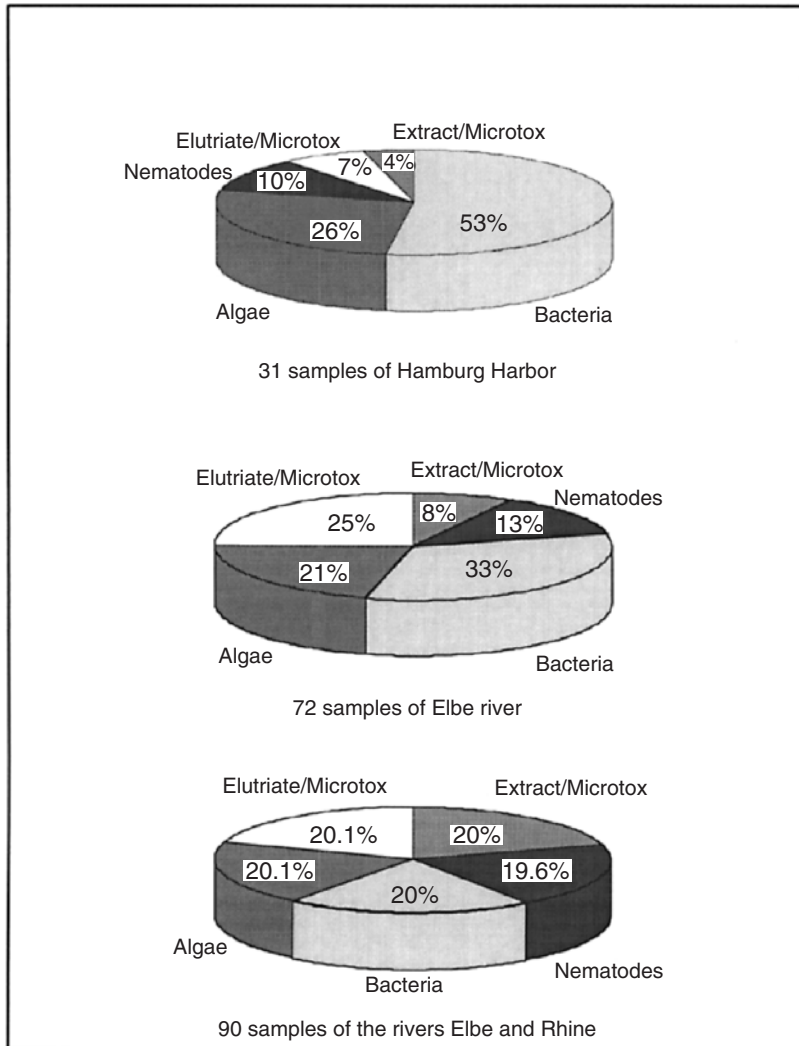 Elutriate/Microtox Extract/Microtox
Nematodes 7% 4%
10%
26% 53%
Algae Bacteria
31 samples of Hamburg Harbor
Elutriate/Microtox Extract/Microtox
Nematodes
25% 8% 13%
21% 33%
Algae Bacteria
72 samples of Elbe river
Elutriate/Microtox Extract/Microtox
20.1% 20%
20.1% 19.6%
20%
Algae Nematodes
Bacteria
90 samples of the rivers Elbe and Rhine